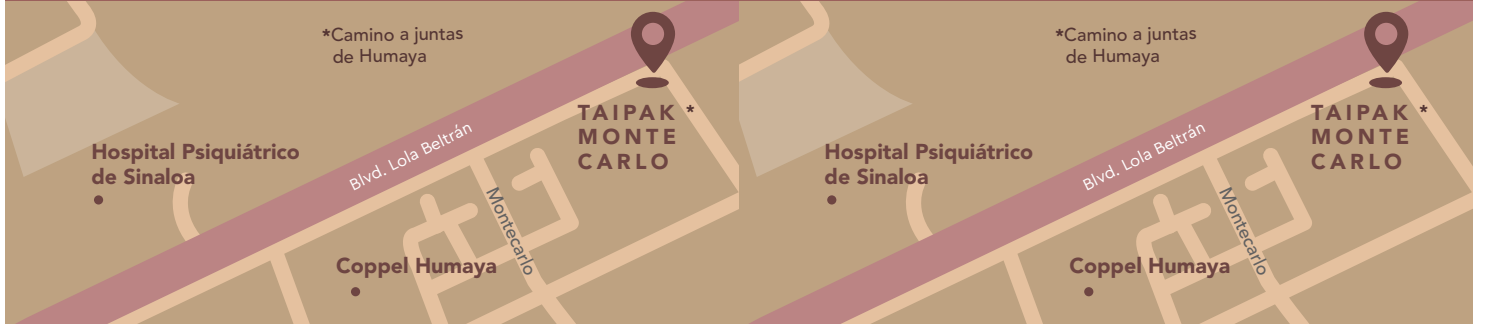 *Camino a juntas
de Humaya
TAIPAK *
MONTE
CARLO
Blvd. Lola Beltrán
Hospital Psiquiátrico
de Sinaloa
Montecarlo
Coppel Humaya
*Camino a juntas
de Humaya
TAIPAK *
MONTE
CARLO
Blvd. Lola Beltrán
Hospital Psiquiátrico
de Sinaloa
Montecarlo
Coppel Humaya